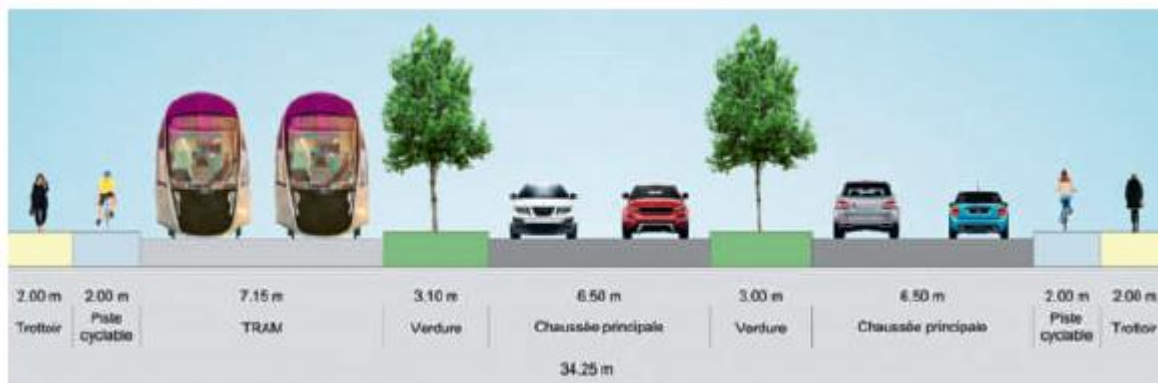 2.00 m 2.00 m 7.15 m 3.10 m 6.50 m 3.00 m 6.50 m 2.00 m 2.00 m
Trottoir Piste cyclable TRAM Verdure Chaussée principale Verdure Chaussée principale Piste cyclable Trottoir
34.25 m